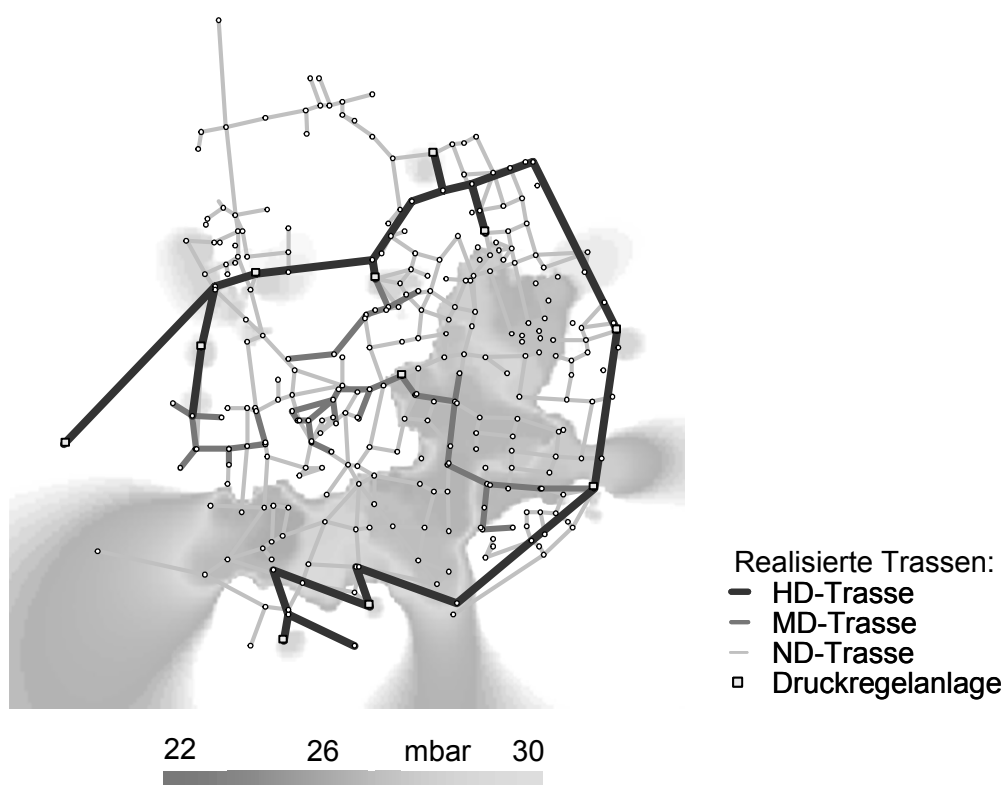 Realisierte Trassen:
HD-Trasse
MD-Trasse
ND-Trasse
Druckregelanlage
22 26 mbar 30